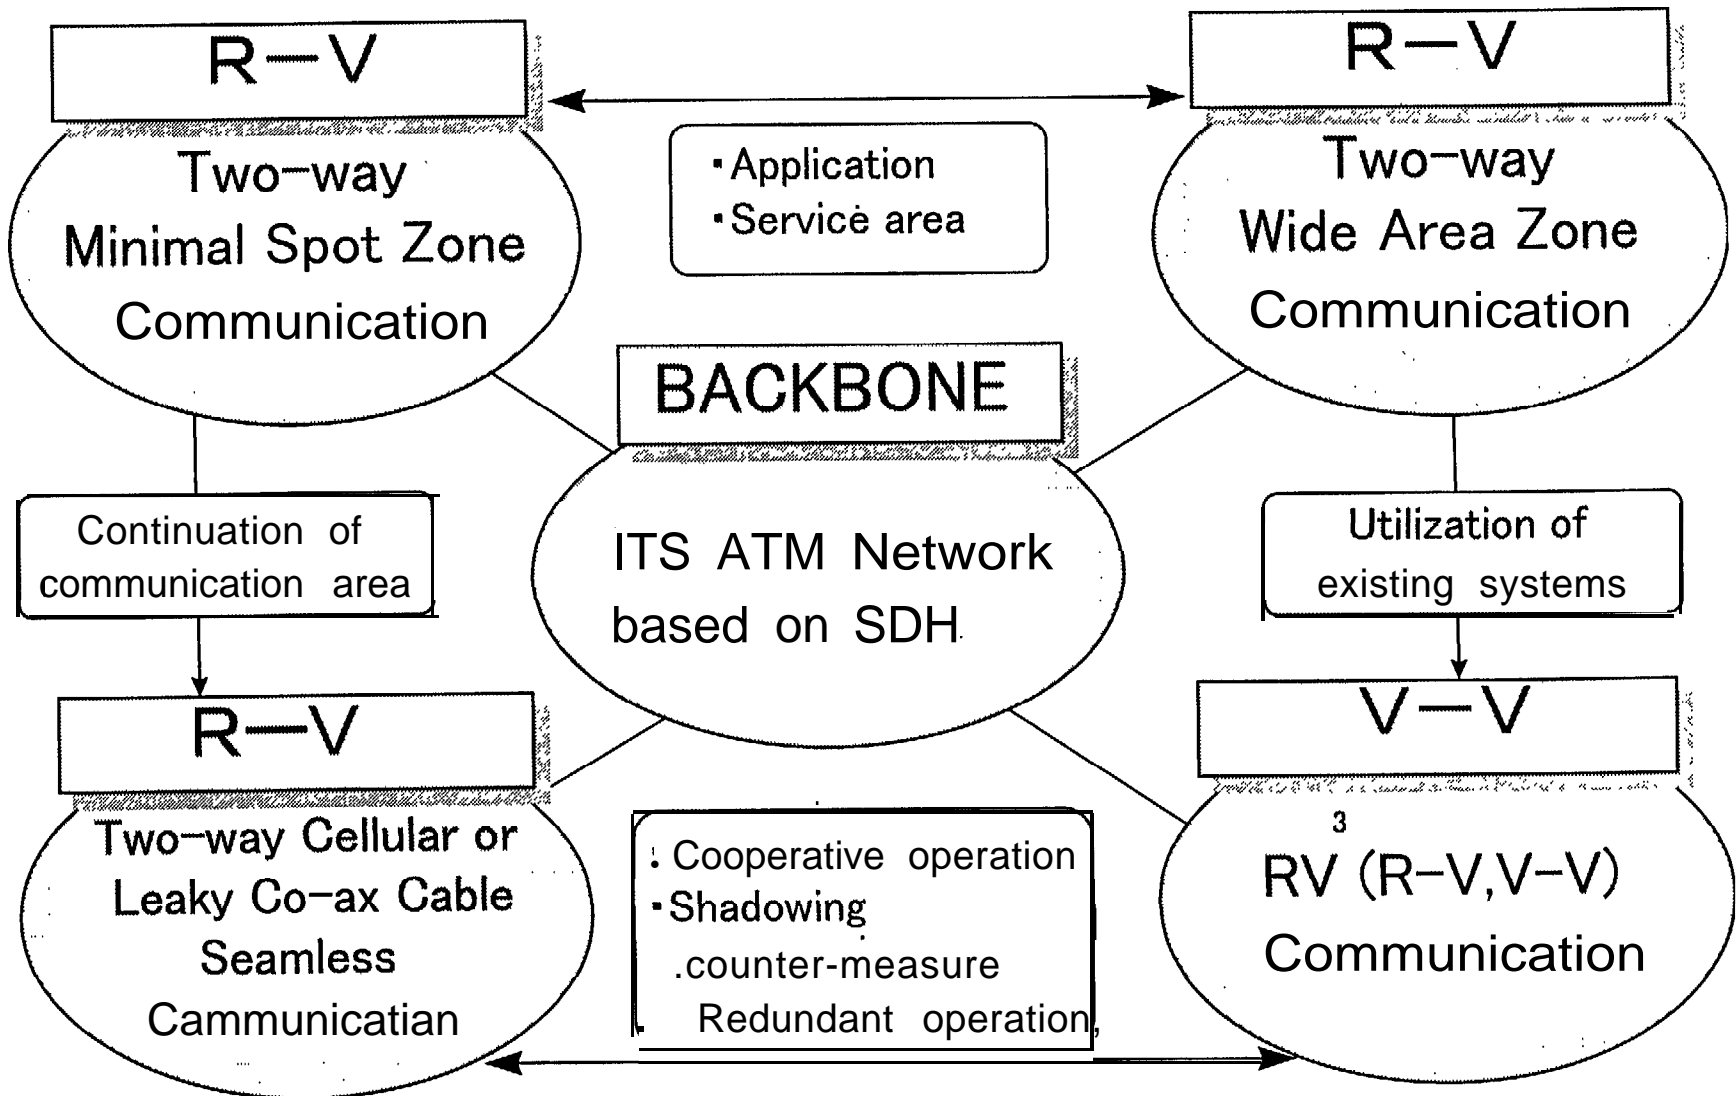 R-V
Two-way
Minimal Spot Zone
Communication
・Application
・Service area
R-V
Two-way
Wide Area Zone
Communication
BACKBONE
ITS ATM Network
based on SDH.
Continuation of
communication area
Utilization of
existing systems
R-V
Two-way Cellular or
Leaky Co-ax Cable
Seamless
Cammunicatian
. Cooperative operation
・Shadowing
.counter-measure
. Redundant operation,
V-V
3
RV (R-V,V-V)
Communication